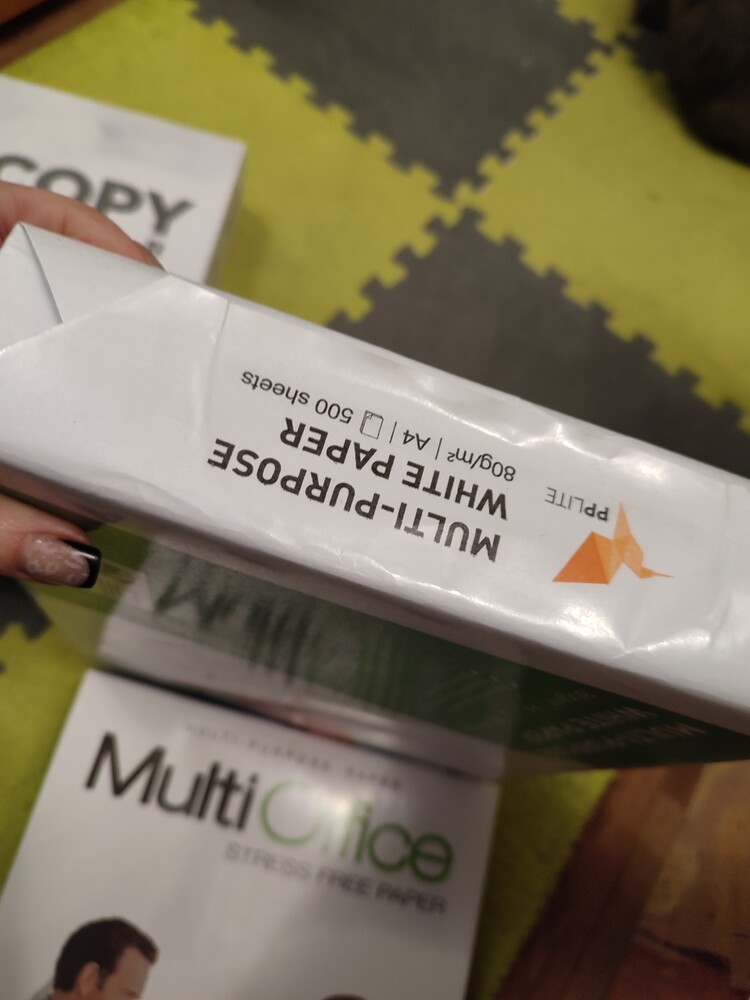 COPY
MULTI-PURPOSE
WHITE PAPER
80g/m² | A4 | 500 sheets
PPLITE
MultiOffice
STRESS FREE PAPER